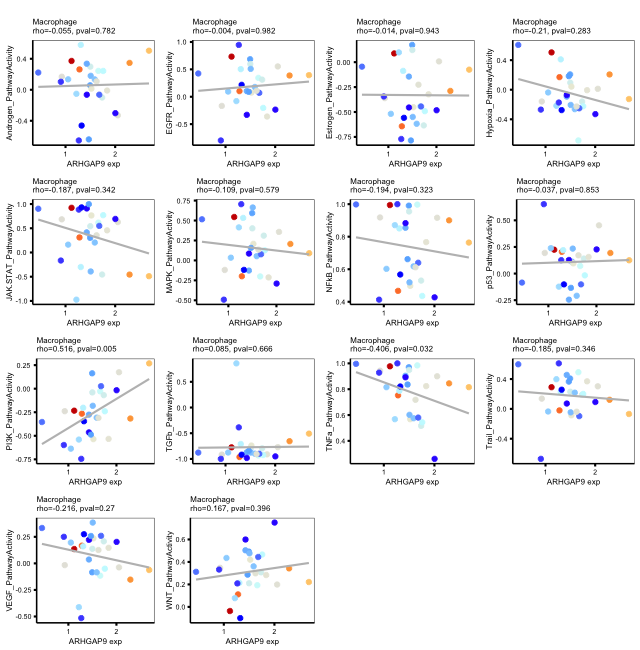 Macrophage
rho=-0.055, pval=0.782
Androgen_PathwayActivity
0.4
0.0
-0.4
1
2
ARHGAP9 exp
Macrophage
rho=-0.004, pval=0.982
EGFR_PathwayActivity
1.0
0.5
0.0
-0.5
1
2
ARHGAP9 exp
Macrophage
rho=-0.014, pval=0.943
Estrogen_PathwayActivity
0.00
-0.25
-0.50
-0.75
1
2
ARHGAP9 exp
Macrophage
rho=-0.21, pval=0.283
Hypoxia_PathwayActivity
0.6
0.4
0.2
0.0
-0.2
-0.4
1
2
ARHGAP9 exp
Macrophage
rho=-0.187, pval=0.342
JAK.STAT_PathwayActivity
1.0
0.5
0.0
-0.5
-1.0
1
2
ARHGAP9 exp
Macrophage
rho=-0.109, pval=0.579
MAPK_PathwayActivity
0.75
0.50
0.25
0.00
-0.25
-0.50
1
2
ARHGAP9 exp
Macrophage
rho=-0.194, pval=0.323
NFkB_PathwayActivity
1.0
0.8
0.6
0.4
1
2
ARHGAP9 exp
Macrophage
rho=-0.037, pval=0.853
p53_PathwayActivity
0.50
0.25
0.00
-0.25
1
2
ARHGAP9 exp
Macrophage
rho=0.516, pval=0.005
PI3K_PathwayActivity
0.25
0.00
-0.25
-0.50
-0.75
1
2
ARHGAP9 exp
Macrophage
rho=0.085, pval=0.666
TGFb_PathwayActivity
0.5
0.0
-0.5
-1.0
1
2
ARHGAP9 exp
Macrophage
rho=-0.406, pval=0.032
TNFa_PathwayActivity
1.0
0.8
0.6
0.4
1
2
ARHGAP9 exp
Macrophage
rho=-0.185, pval=0.346
Trail_PathwayActivity
0.4
0.0
-0.4
1
2
ARHGAP9 exp
Macrophage
rho=-0.216, pval=0.27
VEGF_PathwayActivity
0.25
0.00
-0.25
-0.50
1
2
ARHGAP9 exp
Macrophage
rho=0.167, pval=0.396
WNT_PathwayActivity
0.6
0.4
0.2
0.0
1
2
ARHGAP9 exp